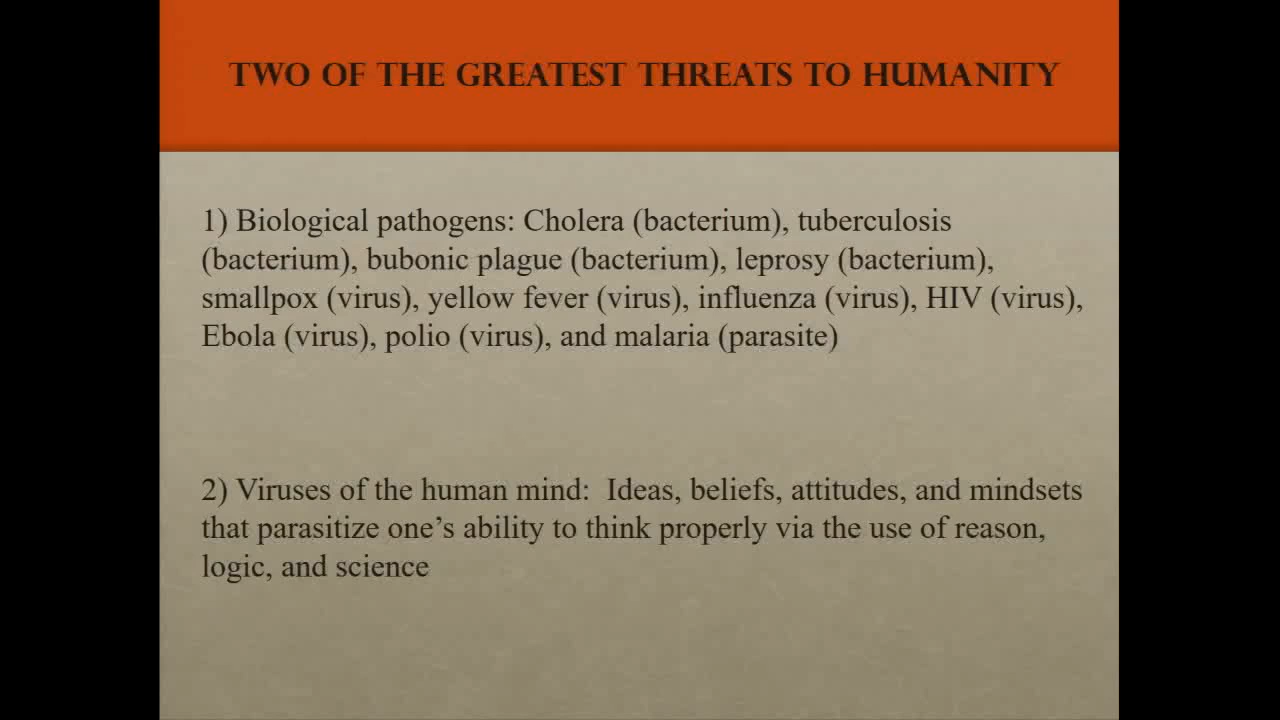 TWO OF THE GREATEST THREATS TO HUMANITY
1) Biological pathogens: Cholera (bacterium), tuberculosis
(bacterium), bubonic plague (bacterium), leprosy (bacterium),
smallpox (virus), yellow fever (virus), influenza (virus), HIV (virus),
Ebola (virus), polio (virus), and malaria (parasite)
2) Viruses of the human mind:  Ideas, beliefs, attitudes, and mindsets
that parasitize one’s ability to think properly via the use of reason,
logic, and science